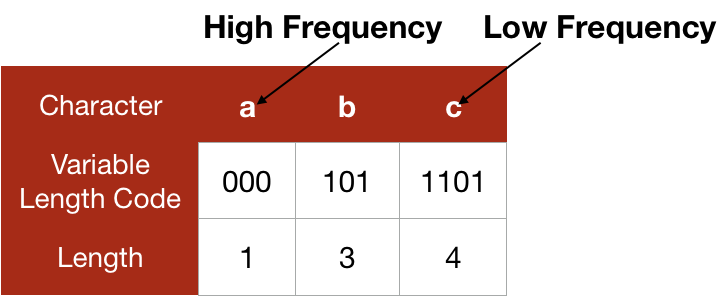 High Frequency Low Frequency
Character a b c
Variable
Length Code 000 101 1101
Length 1 3 4